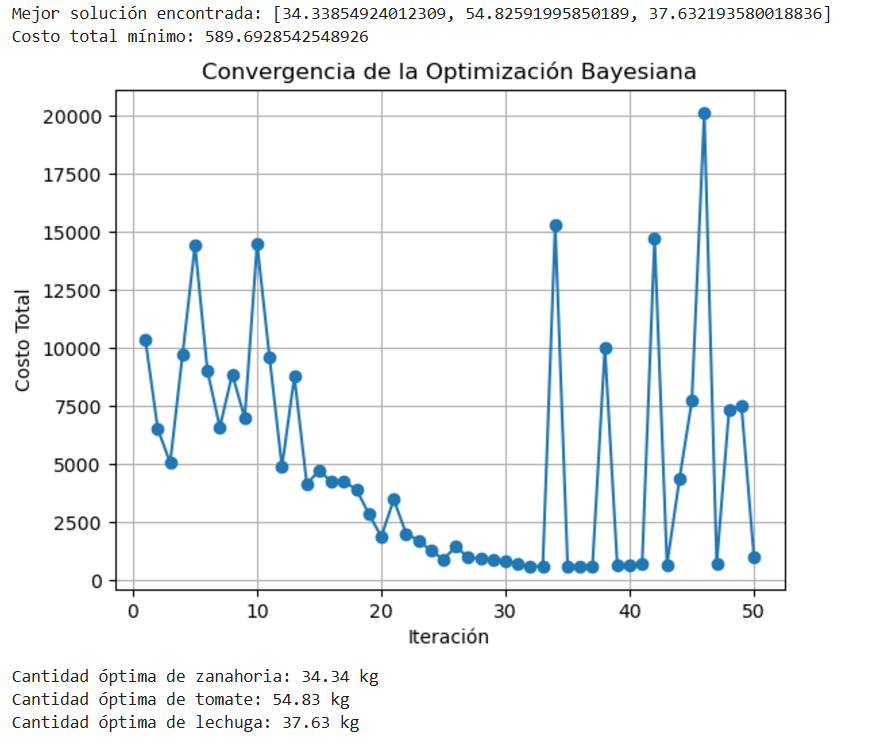 Mejor solución encontrada: [34.33854924012309, 54.82591995850189, 37.632193580018836]
Costo total mínimo: 589.6928542548926
Convergencia de la Optimización Bayesiana
20000
17500
15000
12500
10000
7500
5000
2500
0
Costo Total
0 10 20 30 40 50
Iteración
Cantidad óptima de zanahoria: 34.34 kg
Cantidad óptima de tomate: 54.83 kg
Cantidad óptima de lechuga: 37.63 kg